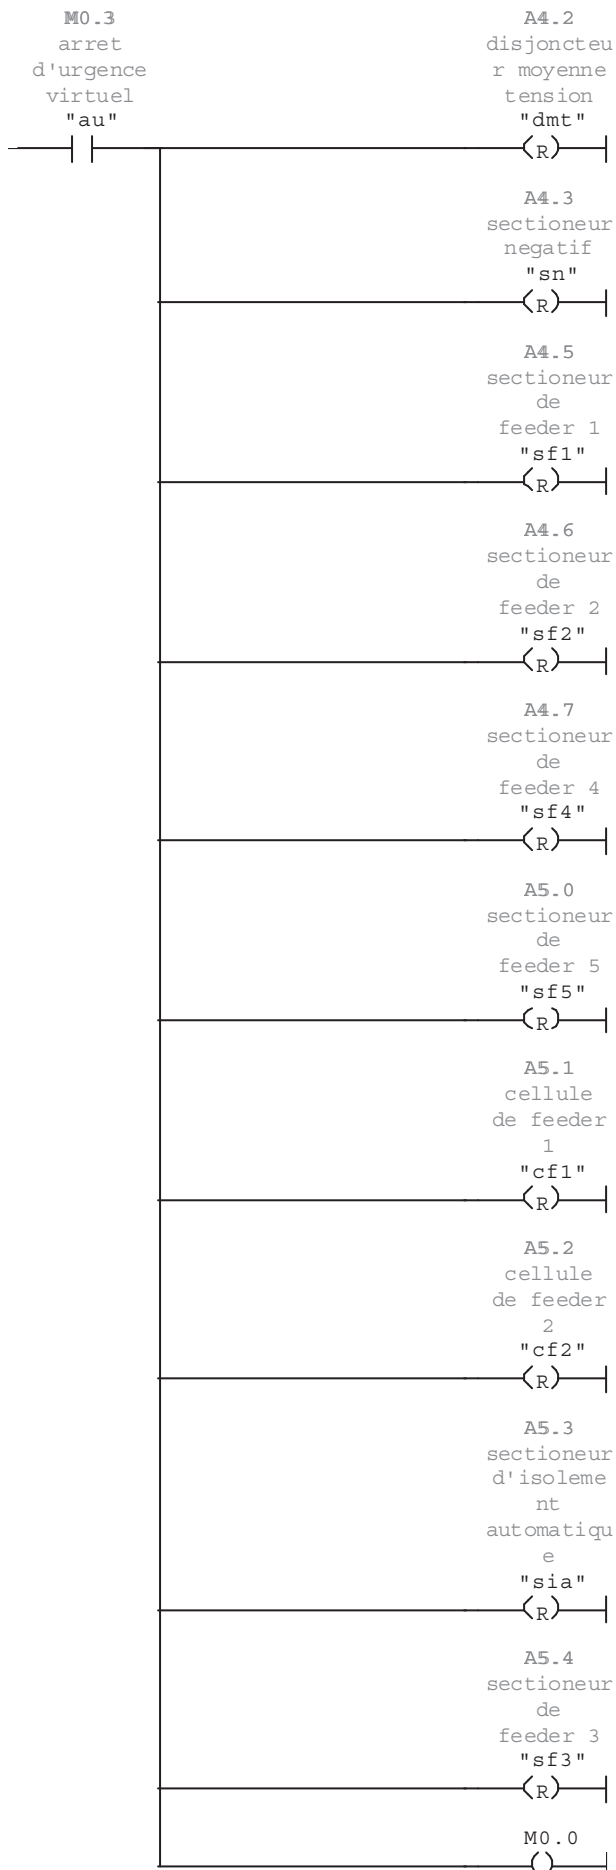 M0.3
arret
d'urgence
virtuel
"au"
A4.2
disjoncteu
r moyenne
tension
"dmt"
R
A4.3
sectioneur
negatif
"sn"
R
A4.5
sectioneur
de
feeder 1
"sf1"
R
A4.6
sectioneur
de
feeder 2
"sf2"
R
A4.7
sectioneur
de
feeder 4
"sf4"
R
A5.0
sectioneur
de
feeder 5
"sf5"
R
A5.1
cellule
de feeder
1
"cf1"
R
A5.2
cellule
de feeder
2
"cf2"
R
A5.3
sectioneur
d'isoleme
nt
automatiqu
e
"sia"
R
A5.4
sectioneur
de
feeder 3
"sf3"
R
M0.0